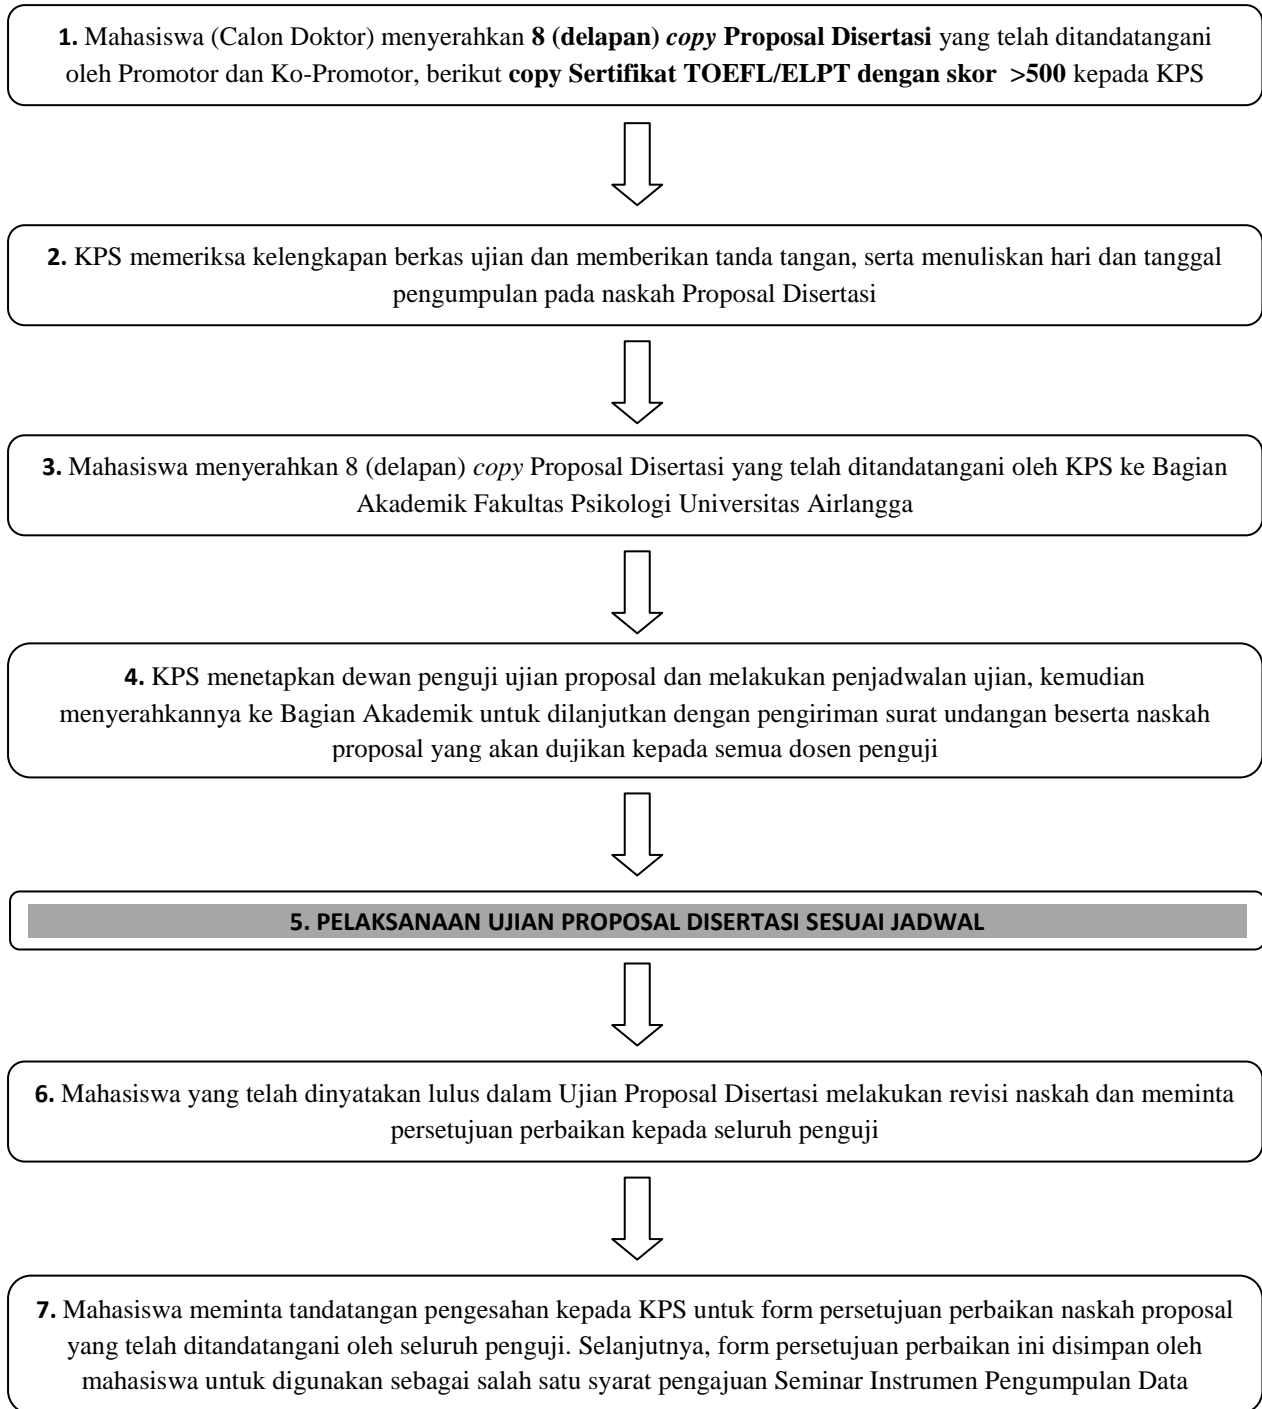 1. Mahasiswa (Calon Doktor) menyerahkan 8 (delapan) copy Proposal Disertasi yang telah ditandatangani
oleh Promotor dan Ko-Promotor, berikut copy Sertifikat TOEFL/ELPT dengan skor >500 kepada KPS
2. KPS memeriksa kelengkapan berkas ujian dan memberikan tanda tangan, serta menuliskan hari dan tanggal
pengumpulan pada naskah Proposal Disertasi
3. Mahasiswa menyerahkan 8 (delapan) copy Proposal Disertasi yang telah ditandatangani oleh KPS ke Bagian
Akademik Fakultas Psikologi Universitas Airlangga
4. KPS menetapkan dewan penguji ujian proposal dan melakukan penjadwalan ujian, kemudian
menyerahkannya ke Bagian Akademik untuk dilanjutkan dengan pengiriman surat undangan beserta naskah
proposal yang akan dujikan kepada semua dosen penguji
5. PELAKSANAAN UJIAN PROPOSAL DISERTASI SESUAI JADWAL
6. Mahasiswa yang telah dinyatakan lulus dalam Ujian Proposal Disertasi melakukan revisi naskah dan meminta
persetujuan perbaikan kepada seluruh penguji
7. Mahasiswa meminta tandatangan pengesahan kepada KPS untuk form persetujuan perbaikan naskah proposal
yang telah ditandatangani oleh seluruh penguji. Selanjutnya, form persetujuan perbaikan ini disimpan oleh
mahasiswa untuk digunakan sebagai salah satu syarat pengajuan Seminar Instrumen Pengumpulan Data